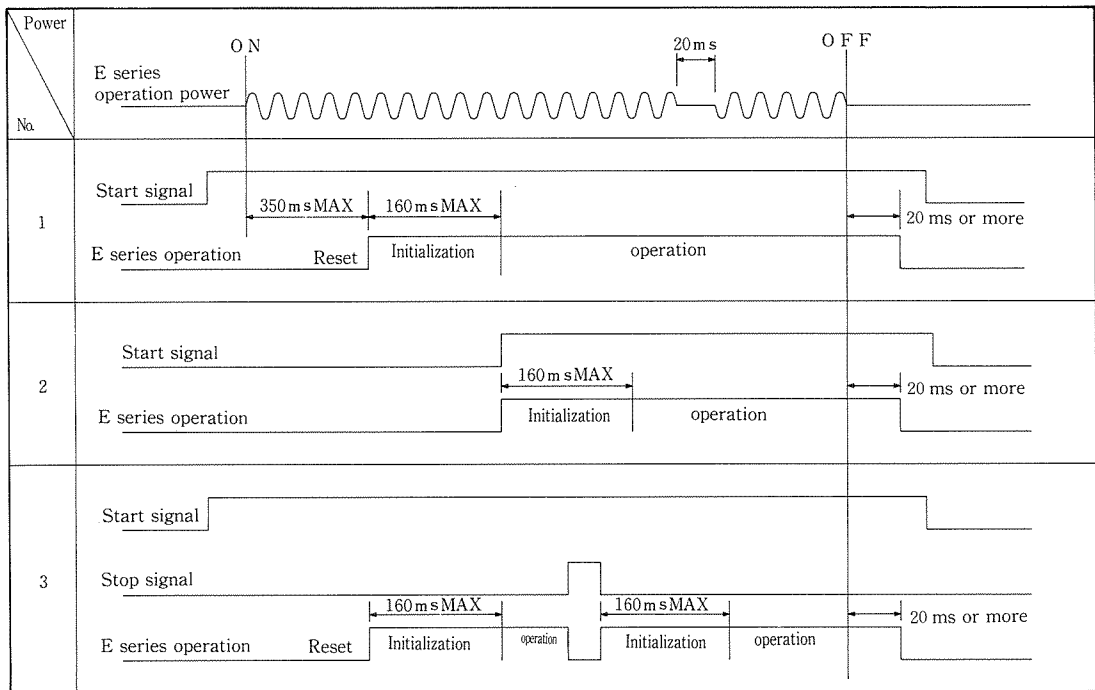 Power
No.
ON
20ms
OFF
E series
operation power
1
Start signal
350msMAX
160msMAX
20 ms or more
E series operation
Reset
Initialization
operation
2
Start signal
160msMAX
20 ms or more
E series operation
Initialization
operation
3
Start signal
Stop signal
160msMAX
160msMAX
20 ms or more
E series operation
Reset
Initialization
operation
Initialization
operation